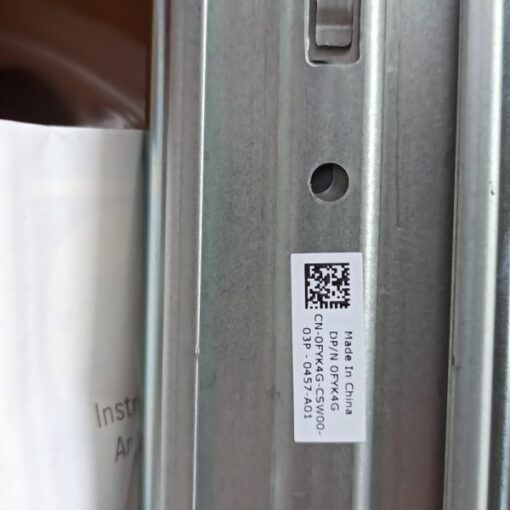 Made In China
DP/N 0FYK4G
CN-0FYK4G-CSW00-
03P - 0457-A01
Instr
Ar